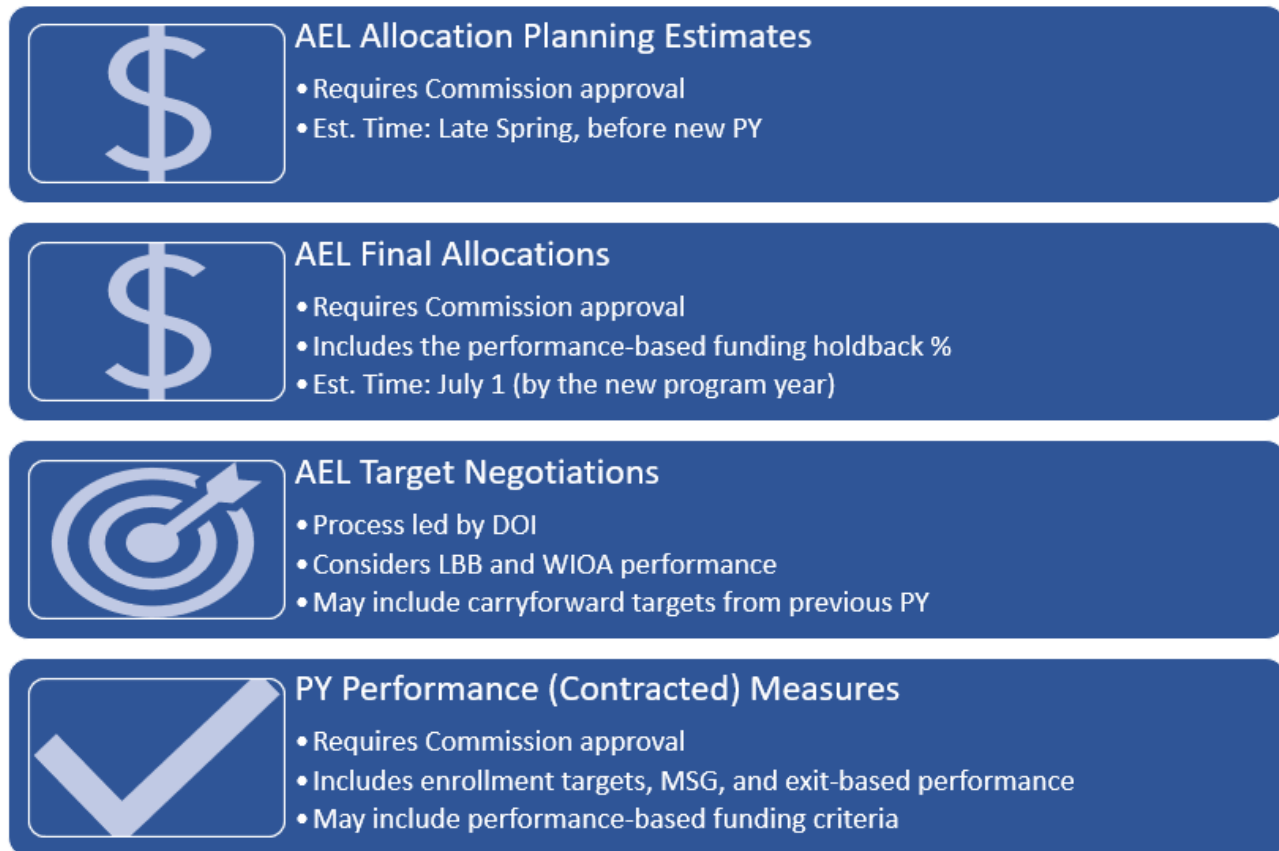 AEL Allocation Planning Estimates
• Requires Commission approval
• Est. Time: Late Spring, before new PY
AEL Final Allocations
• Requires Commission approval
• Includes the performance-based funding holdback %
• Est. Time: July 1 (by the new program year)
AEL Target Negotiations
• Process led by DOI
• Considers LBB and WIOA performance
• May include carryforward targets from previous PY
PY Performance (Contracted) Measures
• Requires Commission approval
• Includes enrollment targets, MSG, and exit-based performance
• May include performance-based funding criteria